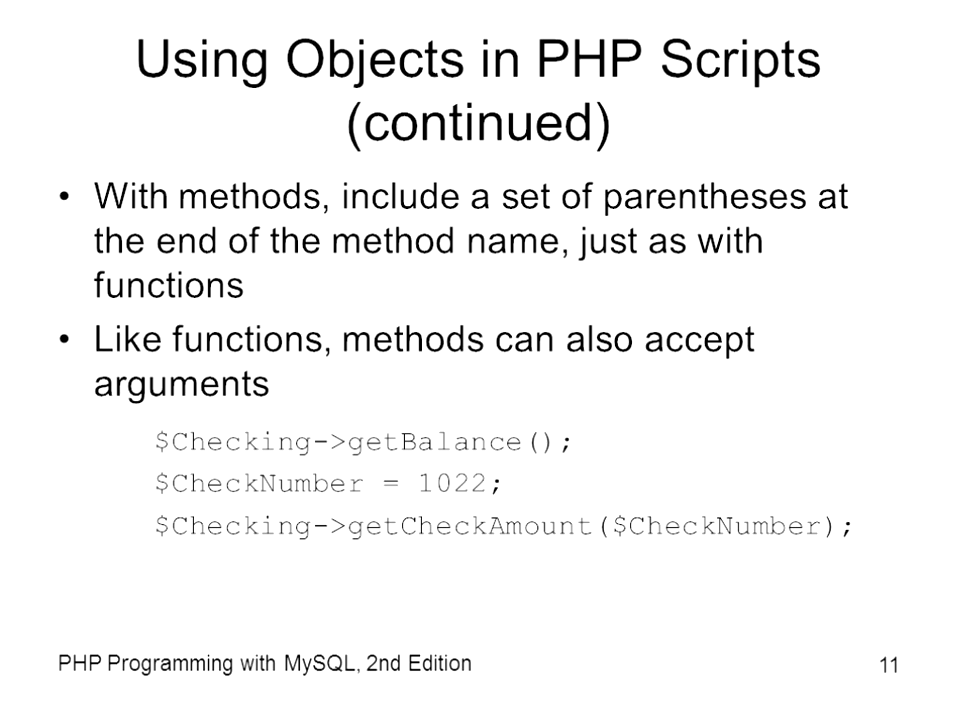 Using Objects in PHP Scripts
(continued)
• With methods, include a set of parentheses at
the end of the method name, just as with
functions
• Like functions, methods can also accept
arguments
$Checking->getBalance();
$CheckNumber = 1022;
$Checking->getCheckAmount($CheckNumber);
PHP Programming with MySQL, 2nd Edition
11